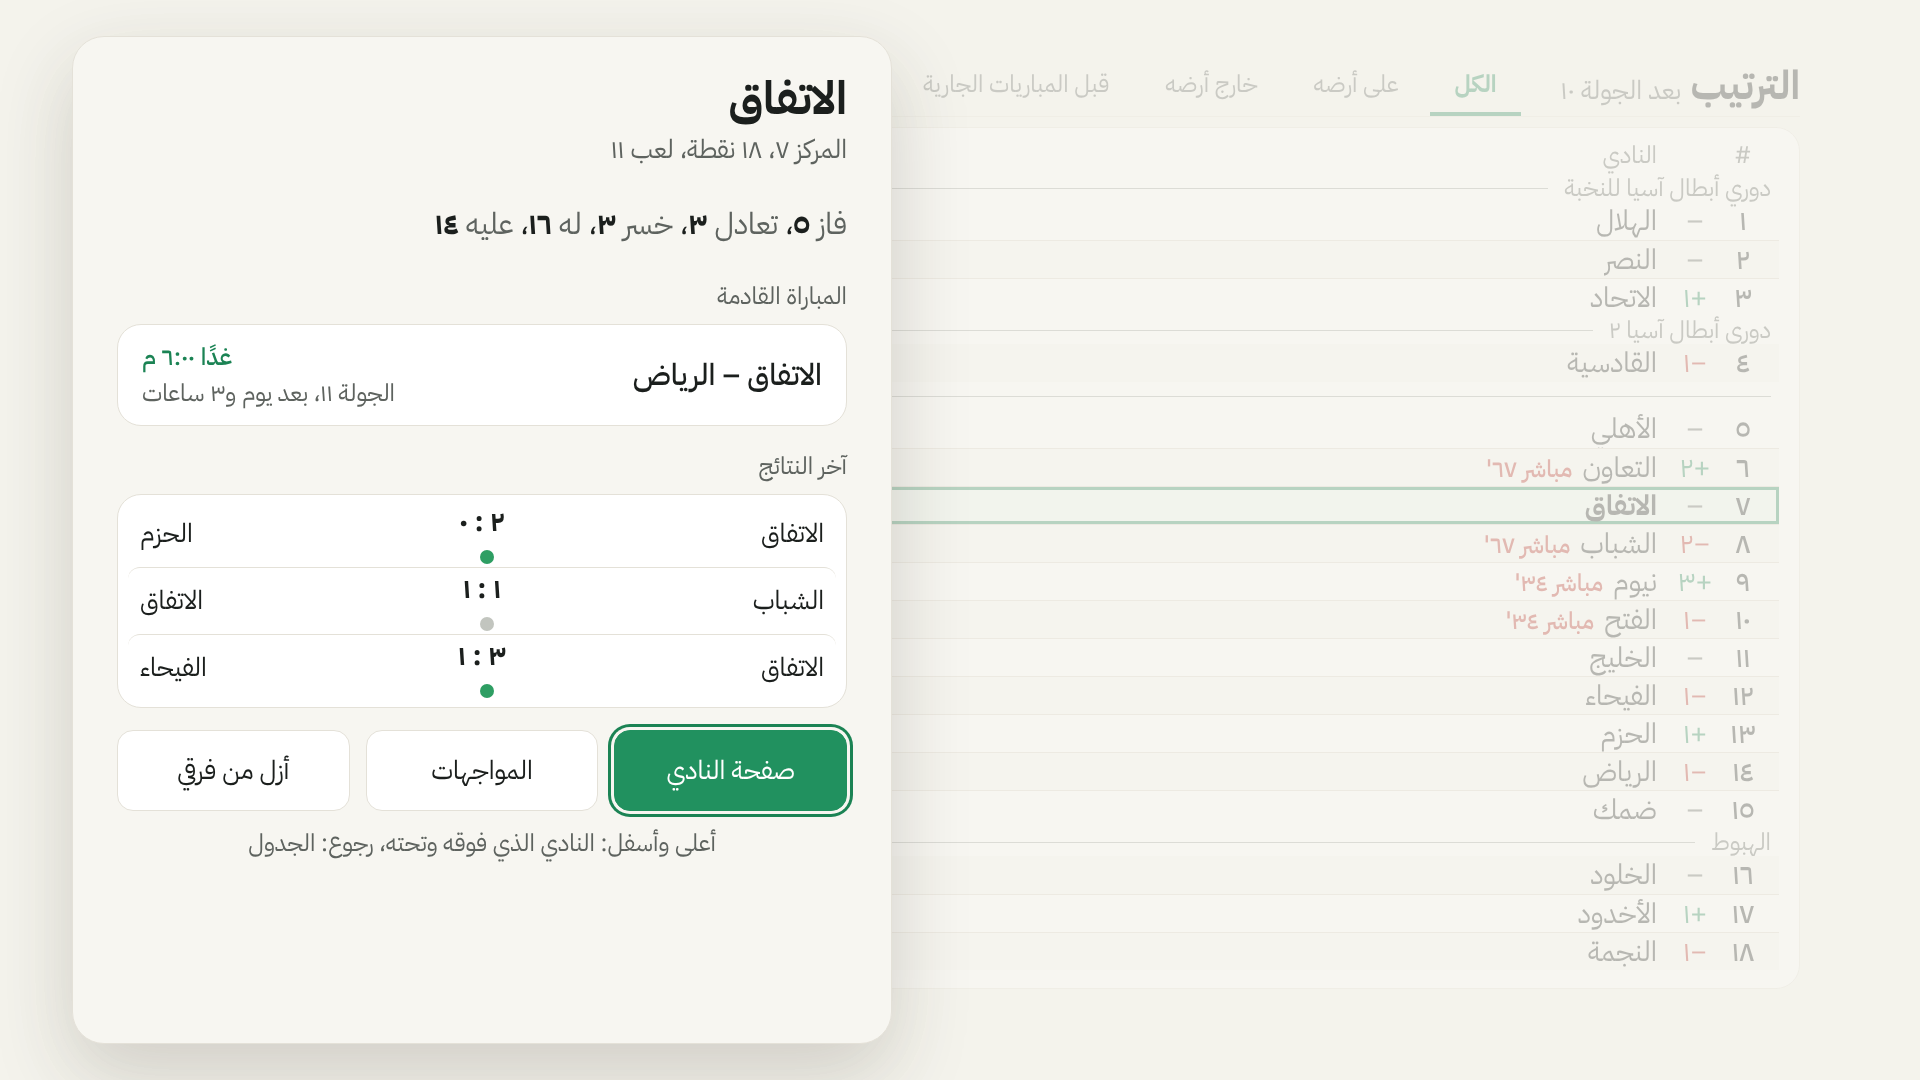 الترتيب بعد الجولة ١٠
الكل
على أرضه
خارج أرضه
قبل المباريات الجارية
# النادي
دوري أبطال آسيا للنخبة
١ – الهلال
٢ – النصر
٣ +١ الاتحاد
دوري أبطال آسيا ٢
٤ –١ القادسية
٥ – الأهلي
٦ +٢ التعاون مباشر ٦٧'
٧ – الاتفاق
٨ –٢ الشباب مباشر ٦٧'
٩ +٣ نيوم مباشر ٣٤'
١٠ –١ الفتح مباشر ٣٤'
١١ – الخليج
١٢ –١ الفيحاء
١٣ +١ الحزم
١٤ –١ الرياض
١٥ – ضمك
الهبوط
١٦ – الخلود
١٧ +١ الأخدود
١٨ –١ النجمة
الاتفاق
المركز ٧، ١٨ نقطة، لعب ١١
فاز ٥، تعادل ٣، خسر ٣، له ١٦، عليه ١٤
المباراة القادمة
الاتفاق – الرياض
غدًا ٦:٠٠ م
الجولة ١١، بعد يوم و٣ ساعات
آخر النتائج
الاتفاق ٢ : ٠ الحزم
الشباب ١ : ١ الاتفاق
الاتفاق ٣ : ١ الفيحاء
صفحة النادي
المواجهات
أزل من فرقي
أعلى وأسفل: النادي الذي فوقه وتحته، رجوع: الجدول